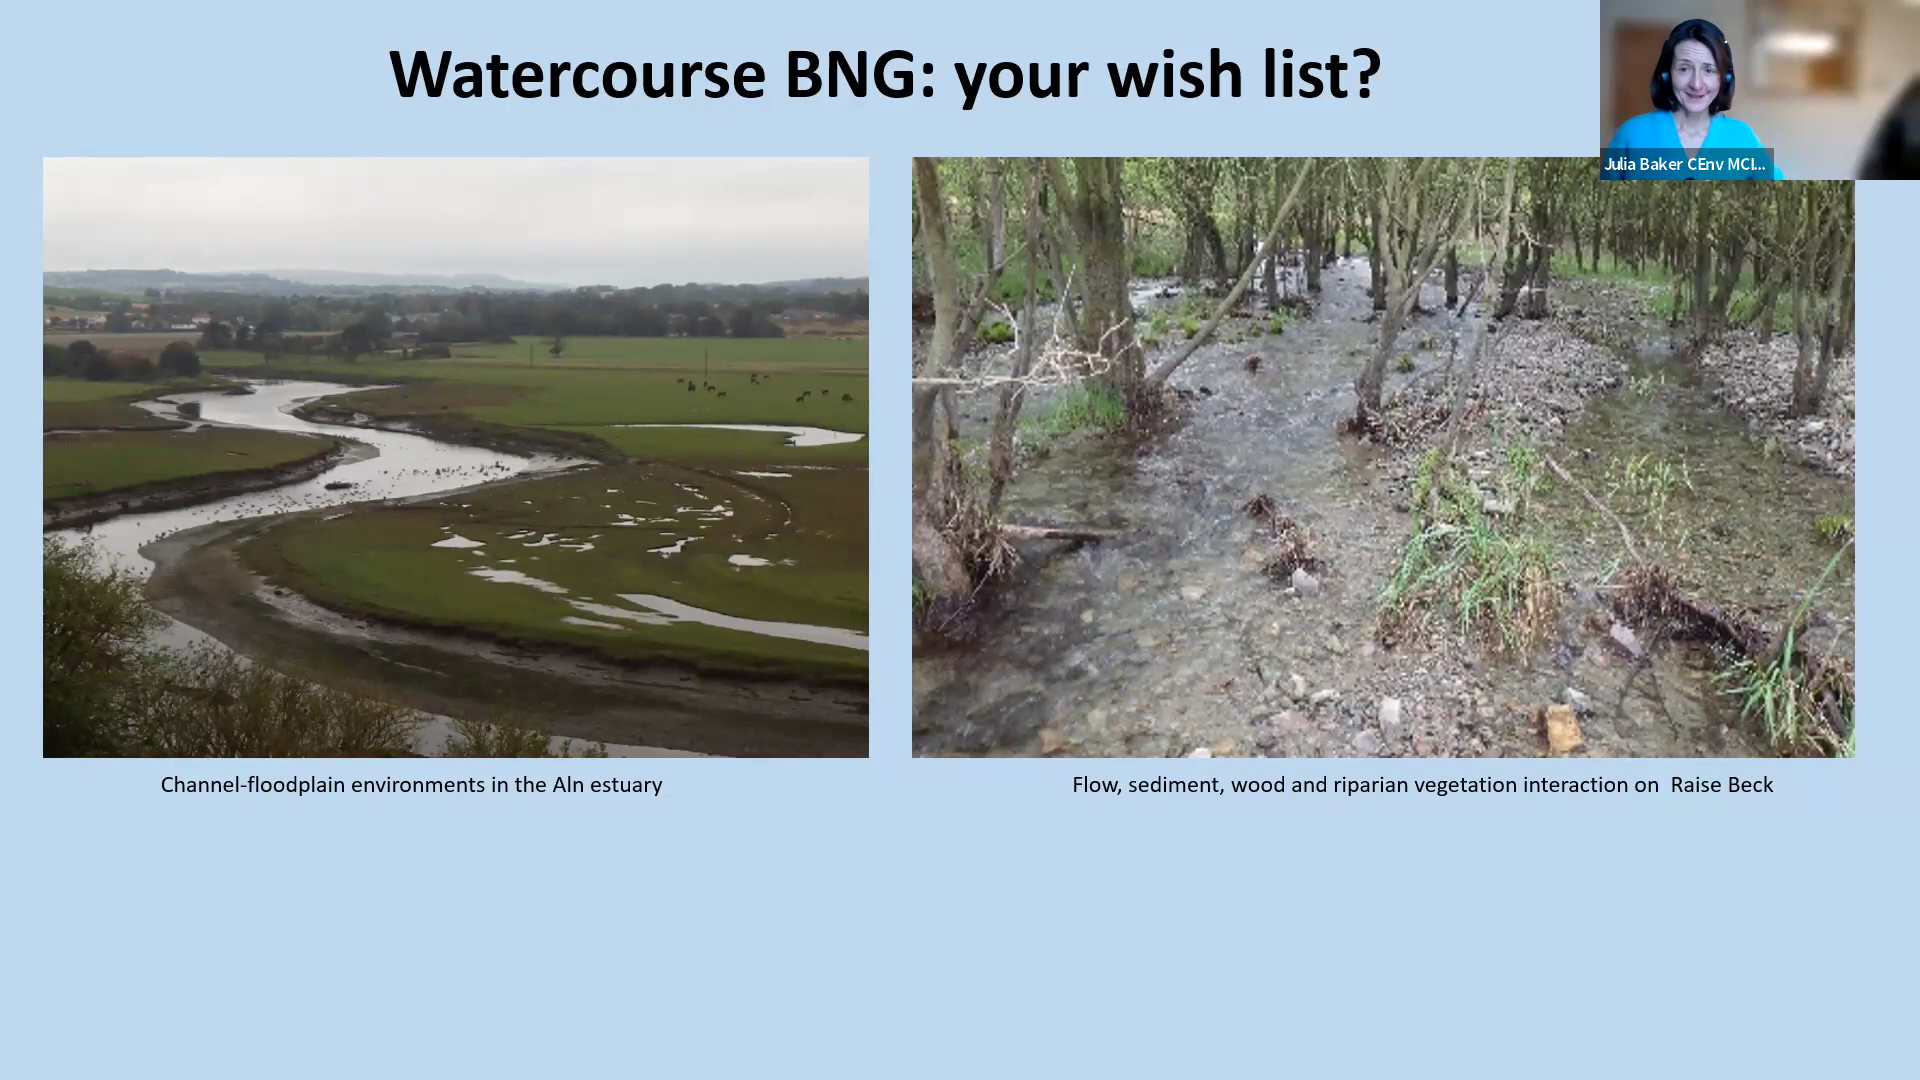 Watercourse BNG: your wish list?
Julia Baker CEnv MCI...
Channel-floodplain environments in the Aln estuary
Flow, sediment, wood and riparian vegetation interaction on Raise Beck